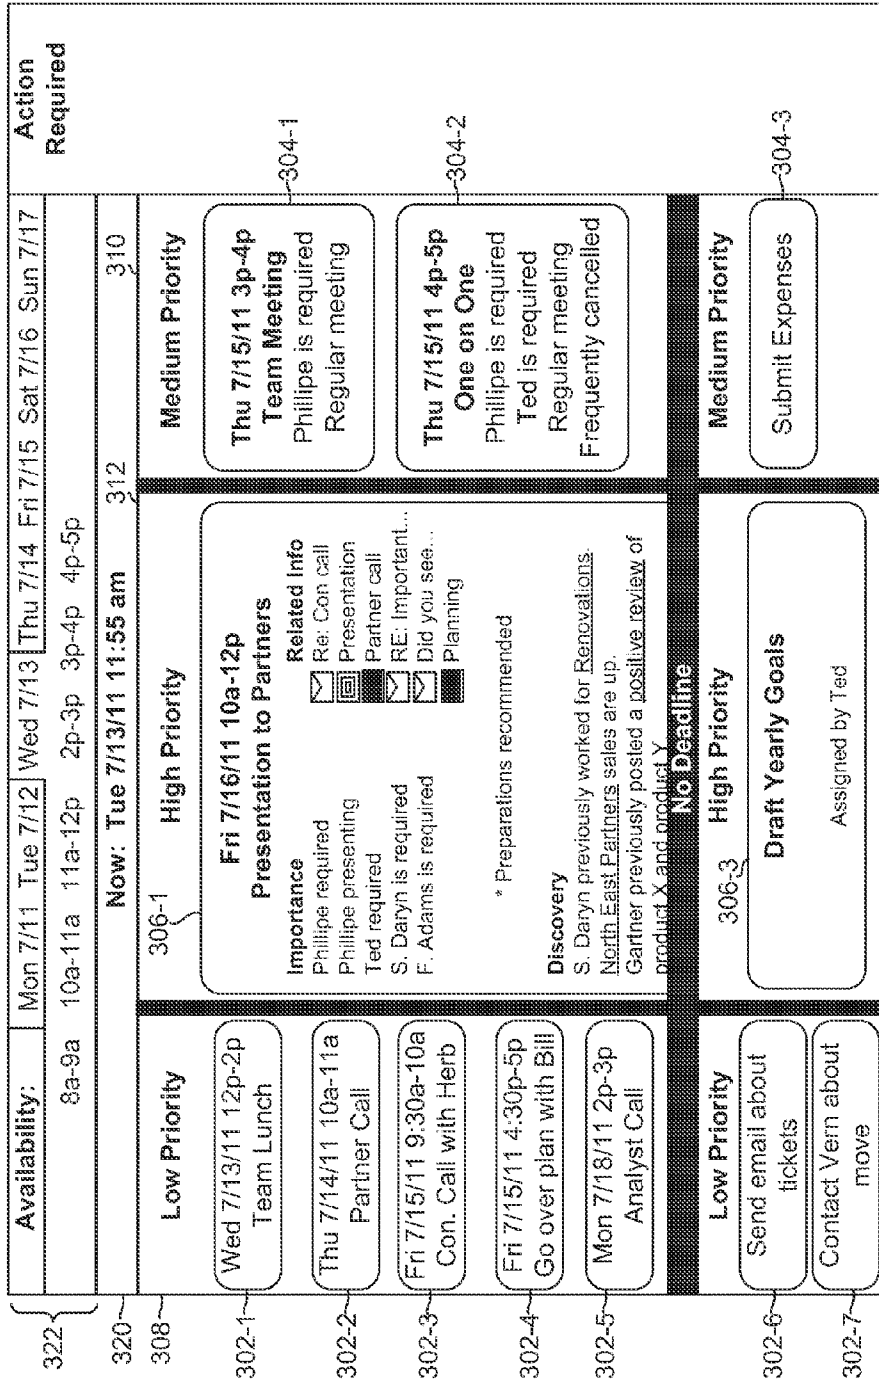 Availability: Mon 7/11 Tue 7/12 Wed 7/13 Thu 7/14 Fri 7/15 Sat 7/16 Sun 7/17
Action
Required
8a-9a 10a-11a 11a-12p 2p-3p 3p-4p 4p-5p
322
320
Now: Tue 7/13/11 11:55 am
308
306-1
312
310
Low Priority
High Priority
Medium Priority
302-1
Wed 7/13/11 12p-2p
Team Lunch
302-2
Thu 7/14/11 10a-11a
Partner Call
302-3
Fri 7/15/11 9:30a-10a
Con. Call with Herb
302-4
Fri 7/15/11 4:30p-5p
Go over plan with Bill
302-5
Mon 7/18/11 2p-3p
Analyst Call
Fri 7/16/11 10a-12p
Presentation to Partners
Importance
Phillipe required
Phillipe presenting
Ted required
S. Daryn is required
F. Adams is required
Related Info
Re: Con call
Presentation
Partner call
RE: Important...
Did you see...
Planning
* Preparations recommended
Discovery
S. Daryn previously worked for Renovations.
North East Partners sales are up.
Gartner previously posted a positive review of
product X and product Y
Thu 7/15/11 3p-4p
Team Meeting
Phillipe is required
Regular meeting
304-1
Thu 7/15/11 4p-5p
One on One
Phillipe is required
Ted is required
Regular meeting
Frequently cancelled
304-2
No Deadline
Low Priority
High Priority
Medium Priority
302-6
Send email about
tickets
302-7
Contact Vern about
move
306-3
Draft Yearly Goals
Assigned by Ted
Submit Expenses
304-3